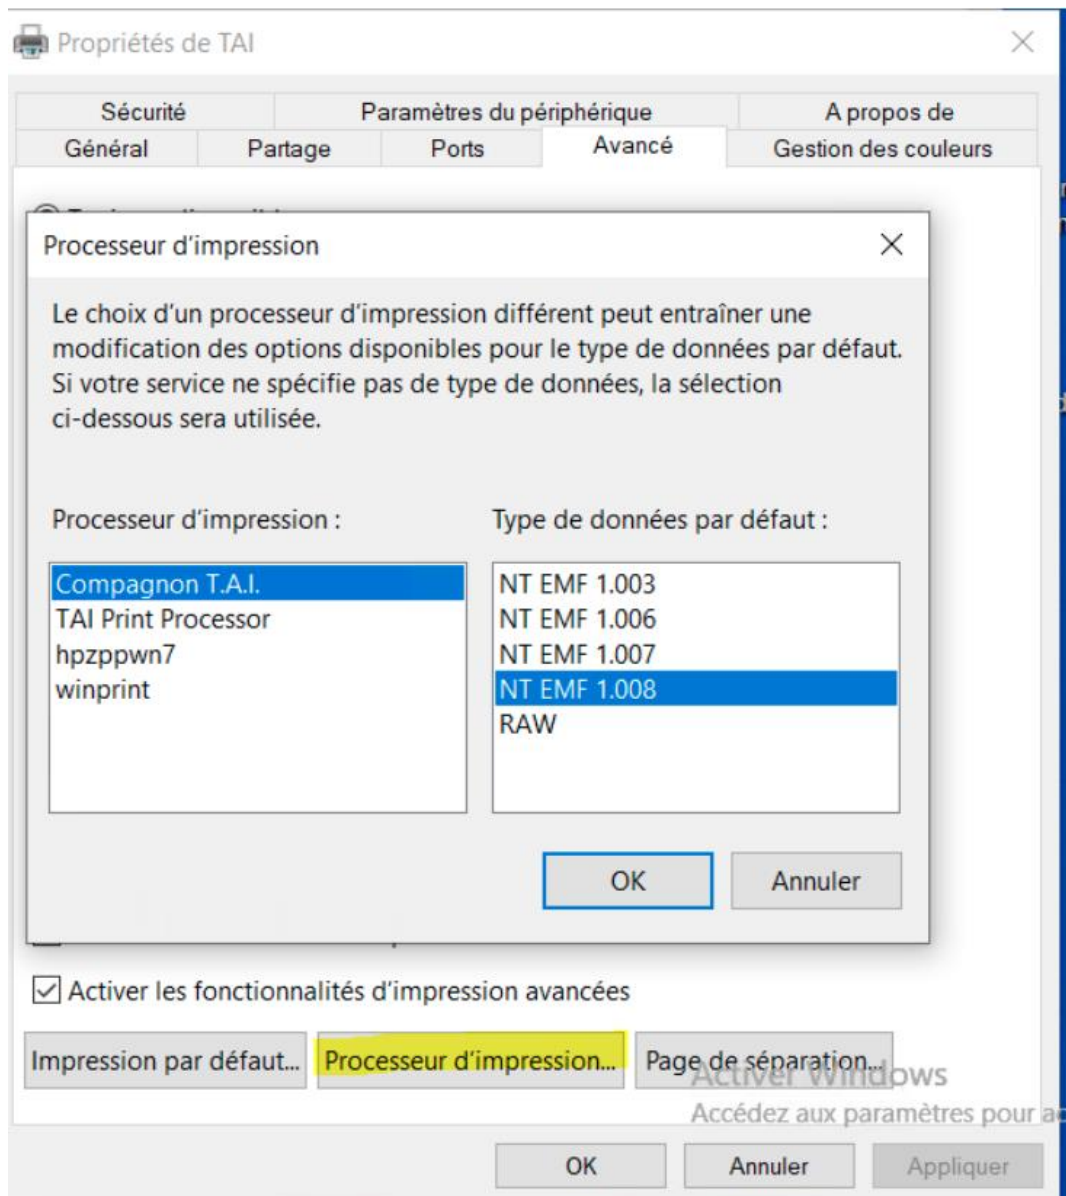 Propriétés de TAI
Sécurité
Paramètres du périphérique
A propos de
Général
Partage
Ports
Avancé
Gestion des couleurs
Processeur d'impression
Le choix d'un processeur d'impression différent peut entraîner une
modification des options disponibles pour le type de données par défaut.
Si votre service ne spécifie pas de type de données, la sélection
ci-dessous sera utilisée.
Processeur d'impression :
Type de données par défaut :
Compagnon T.A.I.
TAI Print Processor
hpzppwn7
winprint
NT EMF 1.003
NT EMF 1.006
NT EMF 1.007
NT EMF 1.008
RAW
OK
Annuler
Activer les fonctionnalités d'impression avancées
Impression par défaut...
Processeur d'impression...
Page de séparation...
Activer Windows
Accédez aux paramètres pour
OK
Annuler
Appliquer